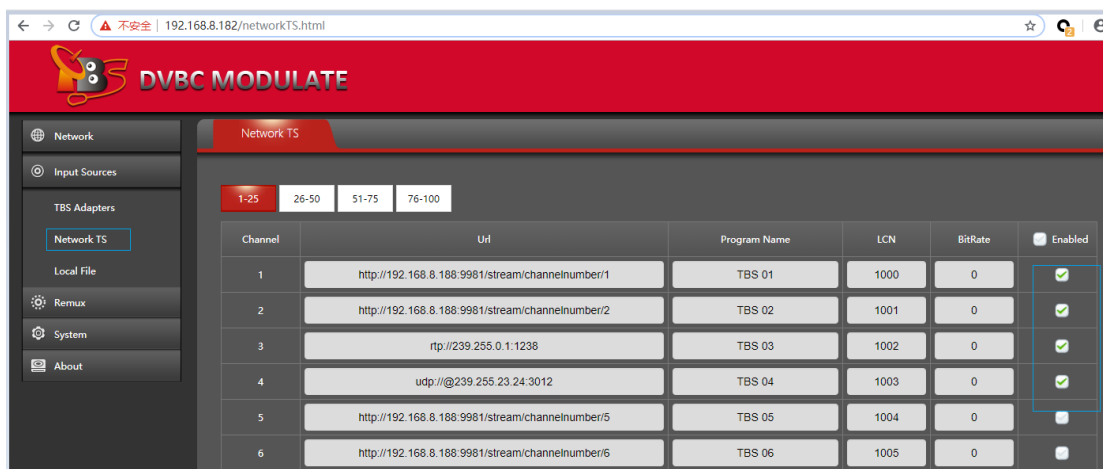 不安全 | 192.168.8.182/networkTS.html
2
TBS DVBC MODULATE
Network
Input Sources
TBS Adapters
Network TS
Local File
Remux
System
About
Network TS
1-25 26-50 51-75 76-100
Channel Url Program Name LCN BitRate Enabled
1 http://192.168.8.188:9981/stream/channelnumber/1 TBS 01 1000 0
2 http://192.168.8.188:9981/stream/channelnumber/2 TBS 02 1001 0
3 rtp://239.255.0.1:1238 TBS 03 1002 0
4 udp://@239.255.23.24:3012 TBS 04 1003 0
5 http://192.168.8.188:9981/stream/channelnumber/5 TBS 05 1004 0
6 http://192.168.8.188:9981/stream/channelnumber/6 TBS 06 1005 0